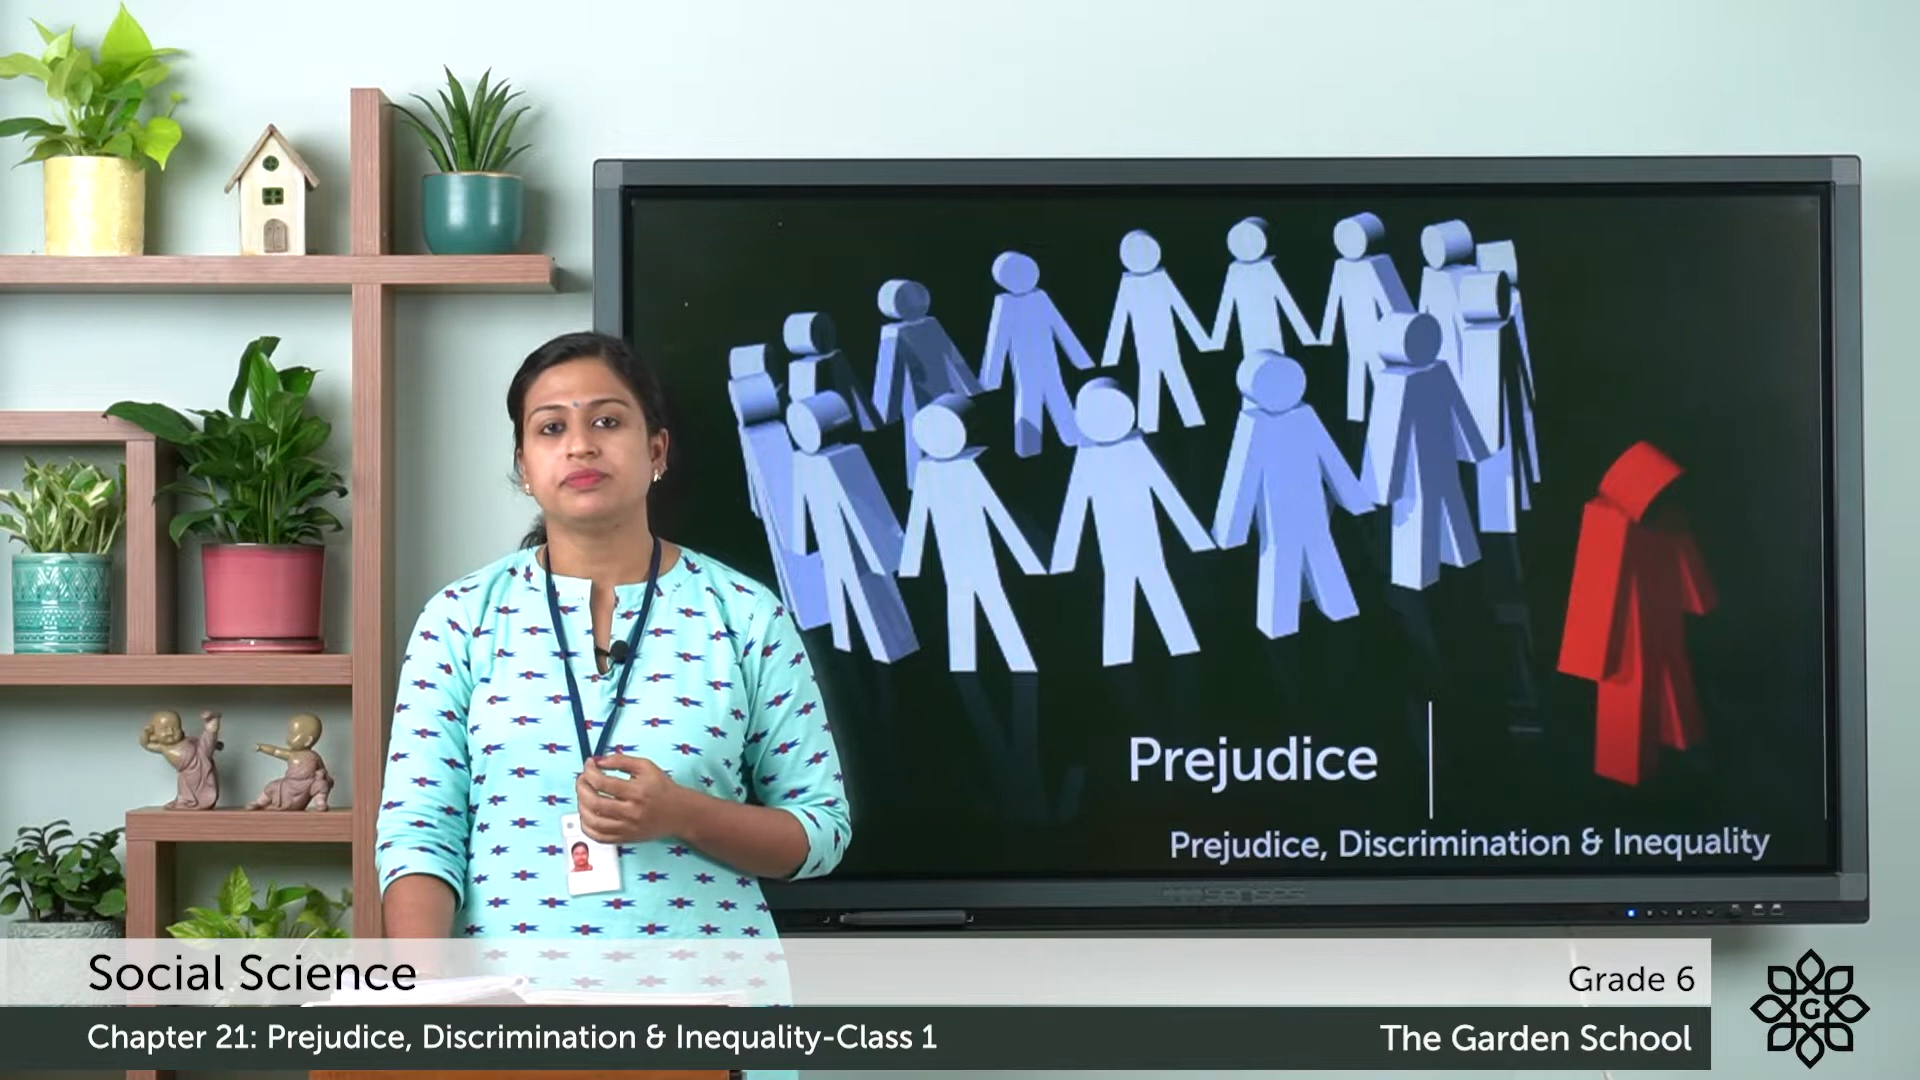 Prejudice
Prejudice, Discrimination & Inequality
Social Science
Grade 6
Chapter 21: Prejudice, Discrimination & Inequality-Class 1
The Garden School
G